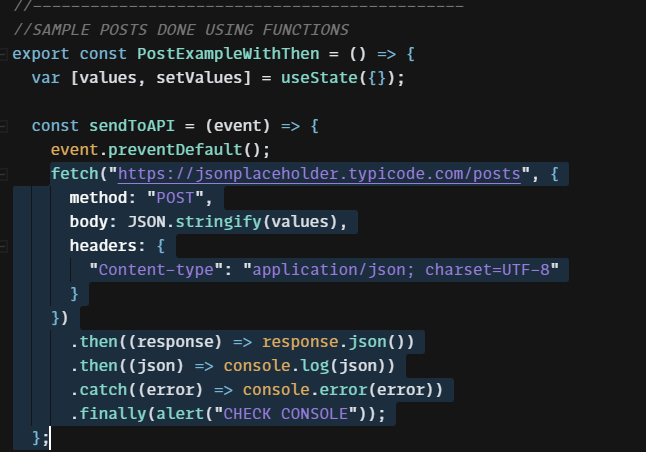 //---------------------------------------------
//SAMPLE POSTS DONE USING FUNCTIONS
export const PostExampleWithThen = () => {
  var [values, setValues] = useState({});

  const sendToAPI = (event) => {
    event.preventDefault();
    fetch("https://jsonplaceholder.typicode.com/posts", {
      method: "POST",
      body: JSON.stringify(values),
      headers: {
        "Content-type": "application/json; charset=UTF-8"
      }
    })
      .then((response) => response.json())
      .then((json) => console.log(json))
      .catch((error) => console.error(error))
      .finally(alert("CHECK CONSOLE"));
  };